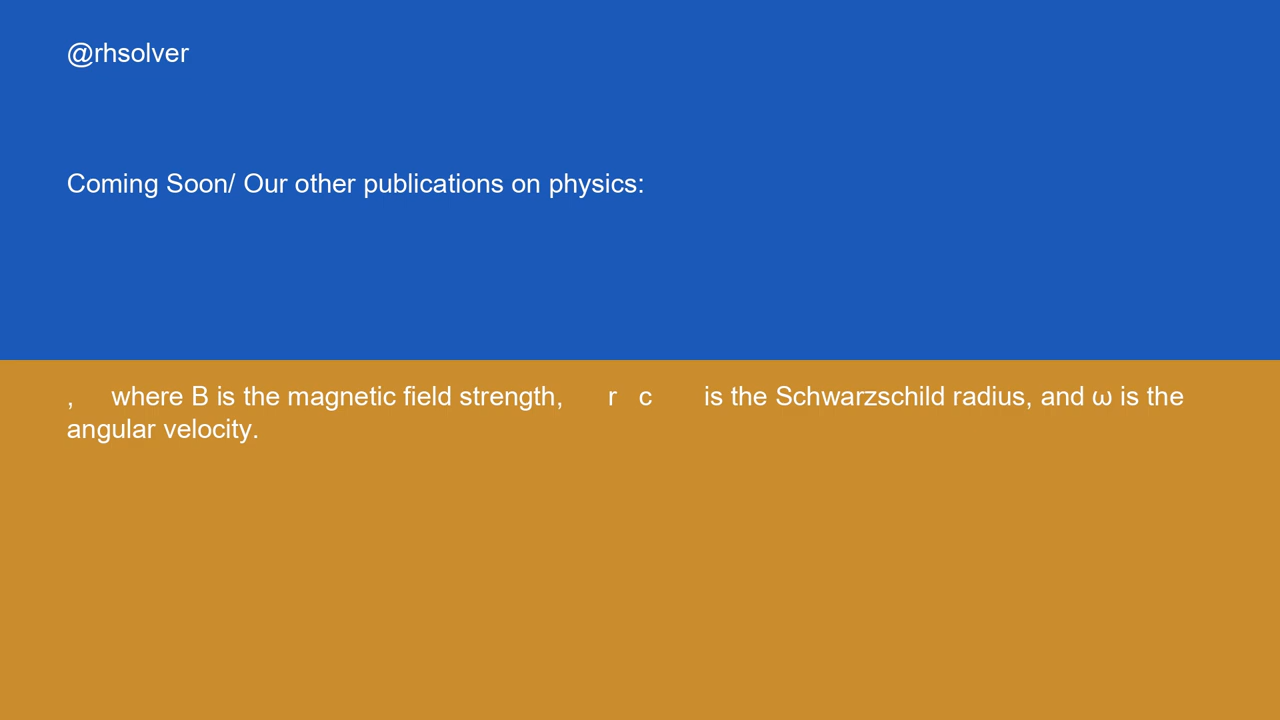 @rhsolver
Coming Soon/ Our other publications on physics:
, where B is the magnetic field strength, r c is the Schwarzschild radius, and ω is the
angular velocity.